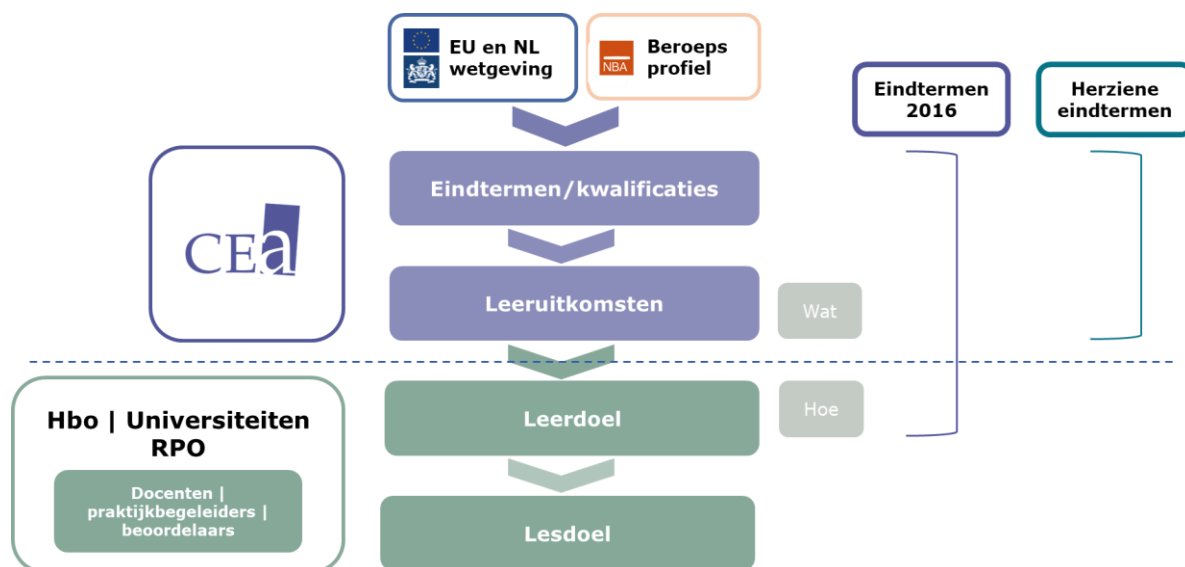 EU en NL
wetgeving
NBA
Beroeps
profiel
Eindtermen
2016
Herziene
eindtermen
CEa
Eindtermen/kwalificaties
Leeruitkomsten
Wat
Hbo | Universiteiten
RPO
Docenten |
praktijkbegeleiders |
beoordelaars
Leerdoel
Hoe
Lesdoel